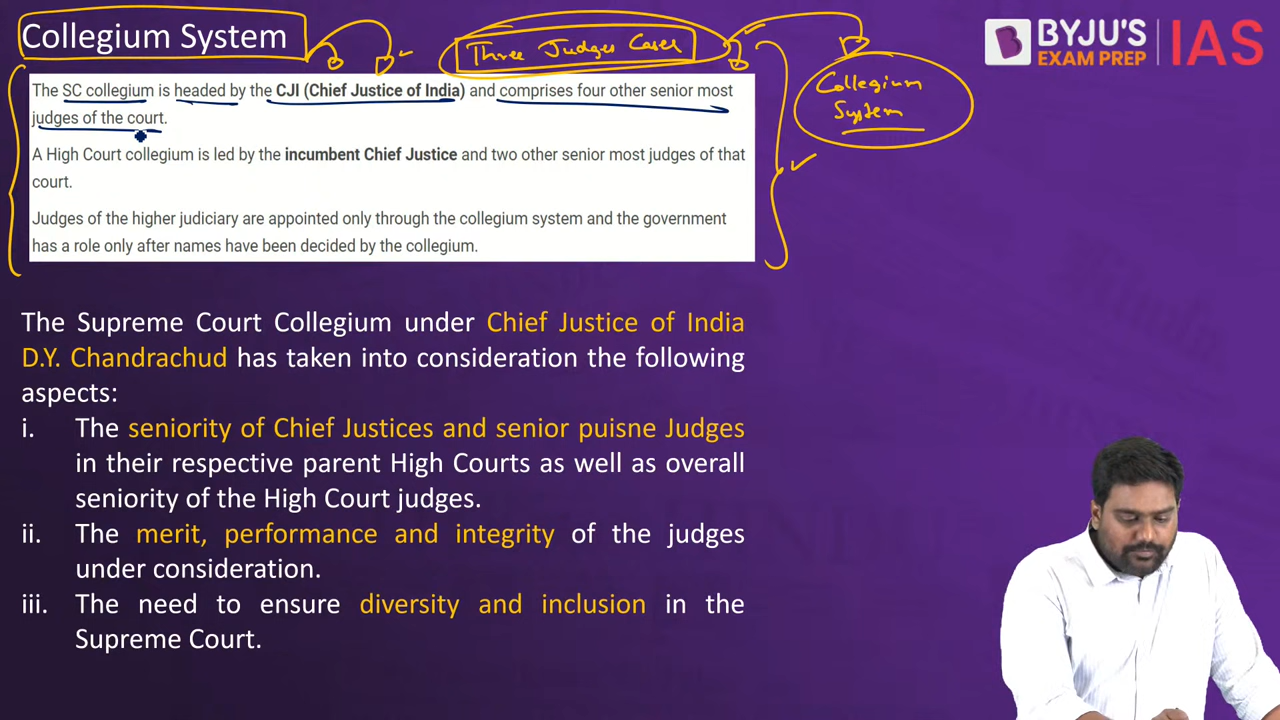 Collegium System
Three Judges Cases
BYJU'S
EXAM PREP
IAS
Collegium
System
The SC collegium is headed by the CJI (Chief Justice of India) and comprises four other senior most
judges of the court.
A High Court collegium is led by the incumbent Chief Justice and two other senior most judges of that
court.
Judges of the higher judiciary are appointed only through the collegium system and the government
has a role only after names have been decided by the collegium.
The Supreme Court Collegium under Chief Justice of India
D.Y. Chandrachud has taken into consideration the following
aspects:
i. The seniority of Chief Justices and senior puisne Judges
in their respective parent High Courts as well as overall
seniority of the High Court judges.
ii. The merit, performance and integrity of the judges
under consideration.
iii. The need to ensure diversity and inclusion in the
Supreme Court.